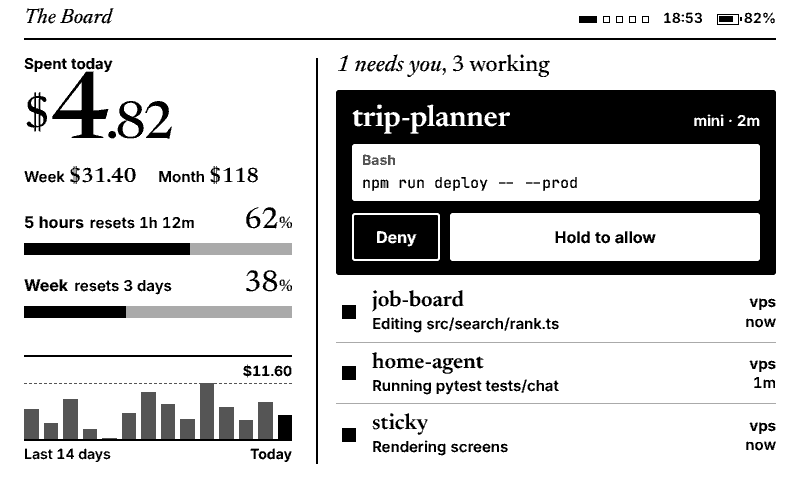 The Board
18:53 82%
Spent today
$4.82
Week $31.40 Month $118
5 hours resets 1h 12m 62%
Week resets 3 days 38%
$11.60
Last 14 days Today
1 needs you, 3 working
trip-planner mini · 2m
Bash
npm run deploy -- --prod
Deny Hold to allow
job-board vps
Editing src/search/rank.ts now
home-agent vps
Running pytest tests/chat 1m
sticky vps
Rendering screens now